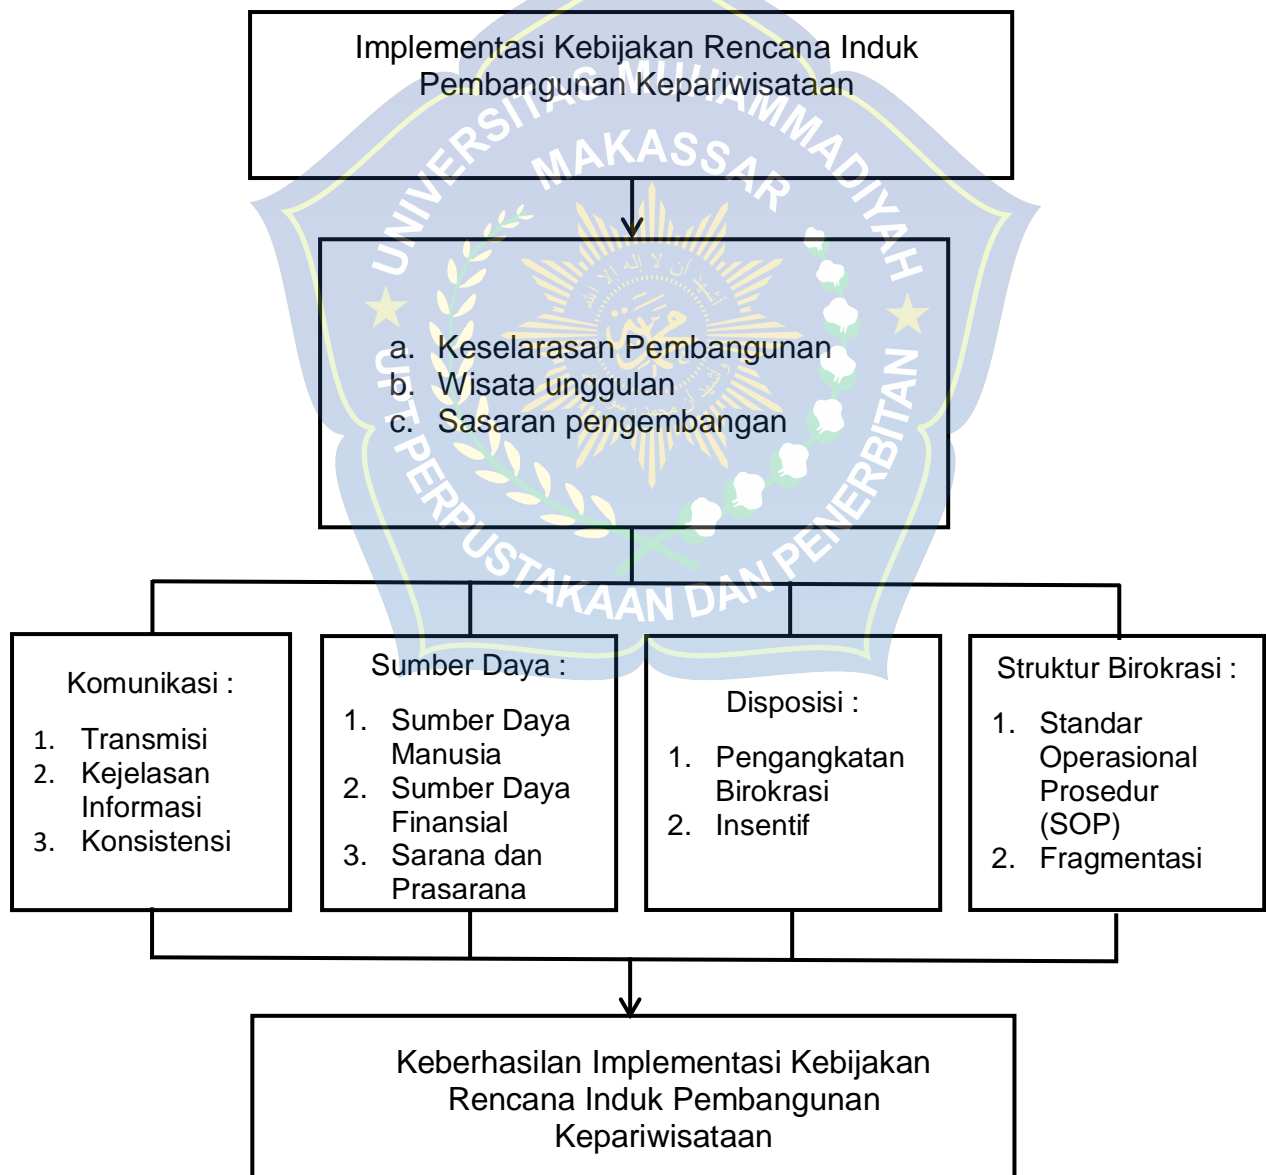 Implementasi Kebijakan Rencana Induk
Pembangunan Kepariwisataan
UNIVERSITAS MUHAMMADIYAH
MAKASSAR
a. Keselarasan Pembangunan
b. Wisata unggulan
c. Sasaran pengembangan
UPT PERPUSTAKAAN DAN PENERBITAN
Komunikasi :
1. Transmisi
2. Kejelasan
Informasi
3. Konsistensi
Sumber Daya :
1. Sumber Daya
Manusia
2. Sumber Daya
Finansial
3. Sarana dan
Prasarana
Disposisi :
1. Pengangkatan
Birokrasi
2. Insentif
Struktur Birokrasi :
1. Standar
Operasional
Prosedur
(SOP)
2. Fragmentasi
Keberhasilan Implementasi Kebijakan
Rencana Induk Pembangunan
Kepariwisataan